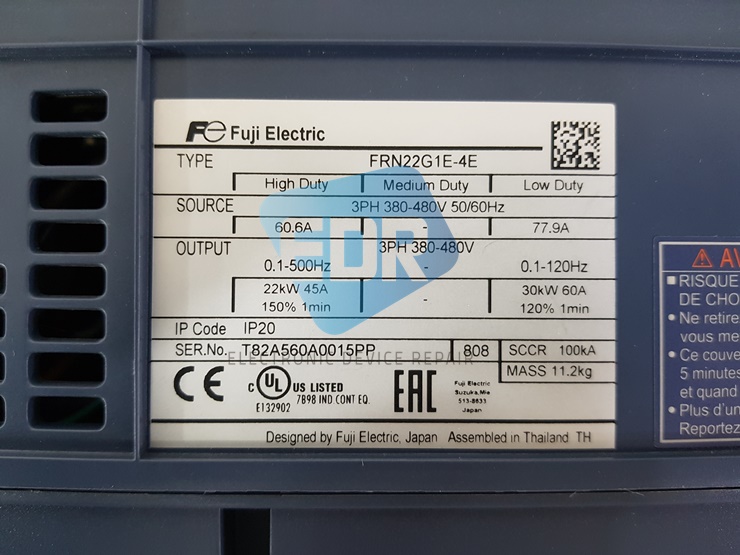 Fe Fuji Electric
TYPE FRN22G1E-4E
High Duty Medium Duty Low Duty
SOURCE 3PH 380-480V 50/60Hz
60.6A - 77.9A
OUTPUT 3PH 380-480V
0.1-500Hz - 0.1-120Hz
22kW 45A - 30kW 60A
150% 1min 120% 1min
IP Code IP20
SER.No. T82A560A0015PP 808 SCCR 100kA
MASS 11.2kg
EDR
ELECTRONIC DEVICE REPAIR
CE
C UL US LISTED
7B98 IND CONT EQ.
E132902
EAC
Fuji Electric
Suzuka, Mie
513-8633
Japan
Designed by Fuji Electric, Japan Assembled in Thailand TH
AV
RISQUE
DE CHO
Ne retire
vous me
Ce couve
5 minutes
et quand
Plus d'un
Reportez